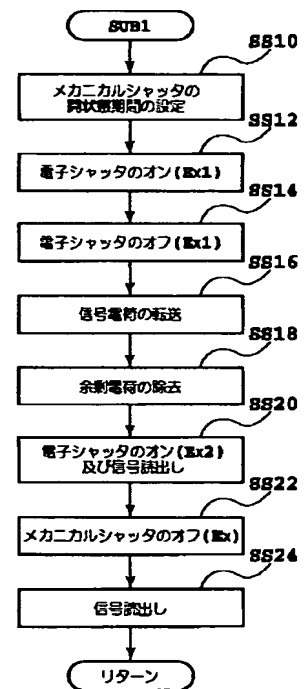 SUB1
SS10
メカニカルシャッタの
開状態期間の設定
SS12
電子シャッタのオン(Ex1)
SS14
電子シャッタのオフ(Ex1)
SS16
信号電荷の転送
SS18
余剰電荷の除去
SS20
電子シャッタのオン(Ex2)
及び信号読出し
SS22
メカニカルシャッタのオフ(Ex)
SS24
信号読出し
リターン